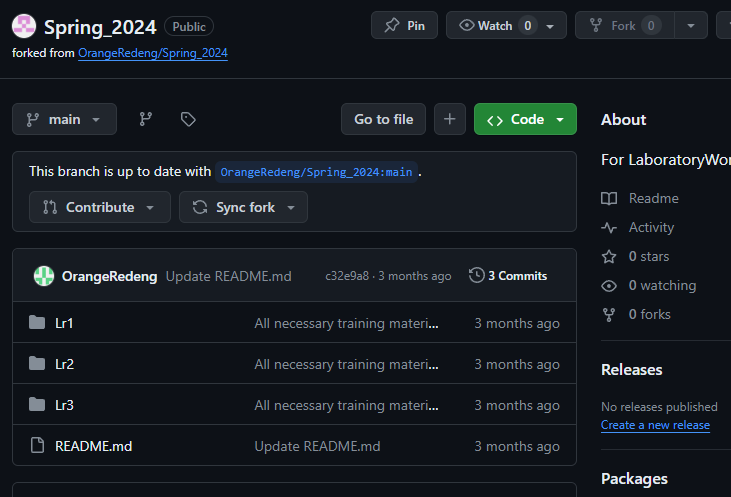 Spring_2024 Public Pin Watch 0 Fork 0
forked from OrangeRedeng/Spring_2024
main Go to file Code
This branch is up to date with OrangeRedeng/Spring_2024:main.
Contribute Sync fork
OrangeRedeng Update README.md c32e9a8 · 3 months ago 3 Commits
Lr1 All necessary training materi... 3 months ago
Lr2 All necessary training materi... 3 months ago
Lr3 All necessary training materi... 3 months ago
README.md Update README.md 3 months ago
About
For LaboratoryWor
Readme
Activity
0 stars
0 watching
0 forks
Releases
No releases published
Create a new release
Packages